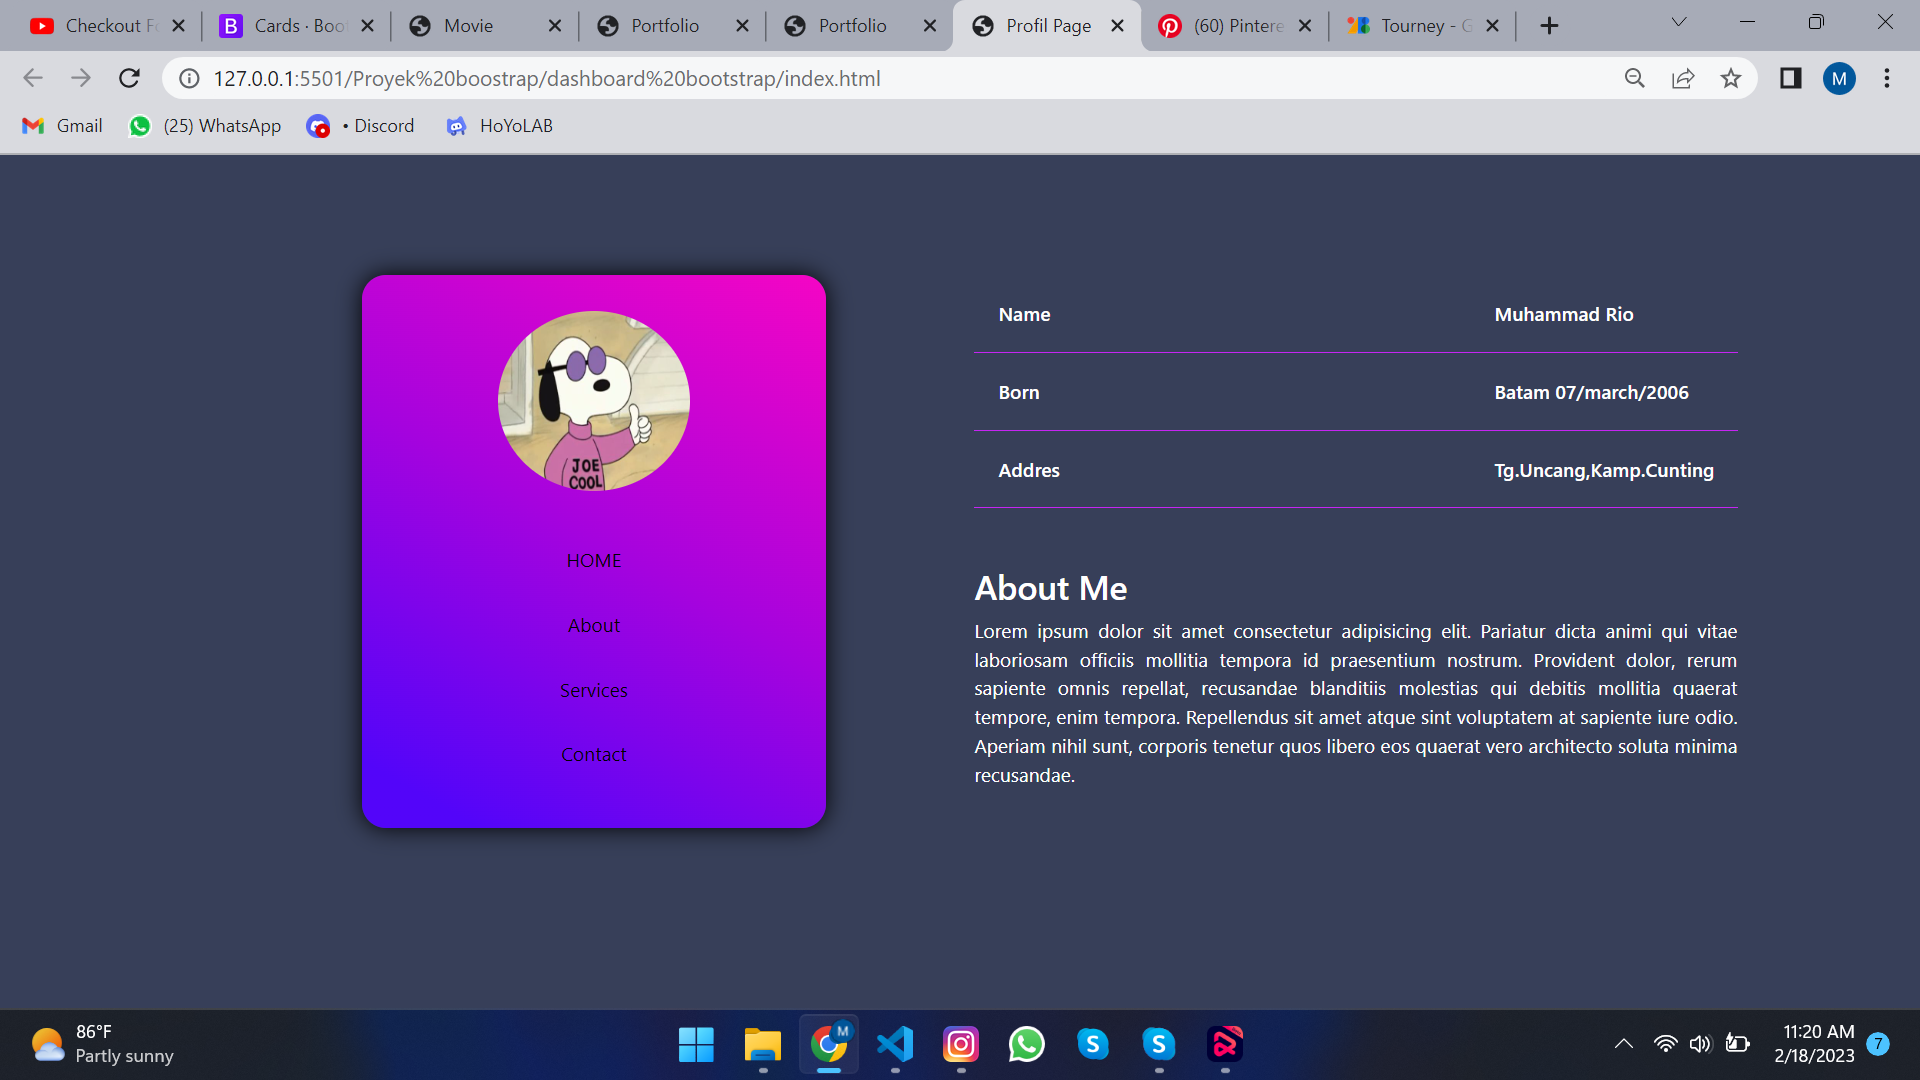 Checkout F
Cards · Boo
Movie
Portfolio
Portfolio
Profil Page
(60) Pintere
Tourney - G
127.0.0.1:5501/Proyek%20boostrap/dashboard%20bootstrap/index.html
M
Gmail
(25) WhatsApp
• Discord
HoYoLAB
JOE
COOL
HOME
About
Services
Contact
Name Muhammad Rio
Born Batam 07/march/2006
Addres Tg.Uncang,Kamp.Cunting
About Me
Lorem ipsum dolor sit amet consectetur adipisicing elit. Pariatur dicta animi qui vitae
laboriosam officiis mollitia tempora id praesentium nostrum. Provident dolor, rerum
sapiente omnis repellat, recusandae blanditiis molestias qui debitis mollitia quaerat
tempore, enim tempora. Repellendus sit amet atque sint voluptatem at sapiente iure odio.
Aperiam nihil sunt, corporis tenetur quos libero eos quaerat vero architecto soluta minima
recusandae.
86°F
Partly sunny
M
11:20 AM
2/18/2023
7